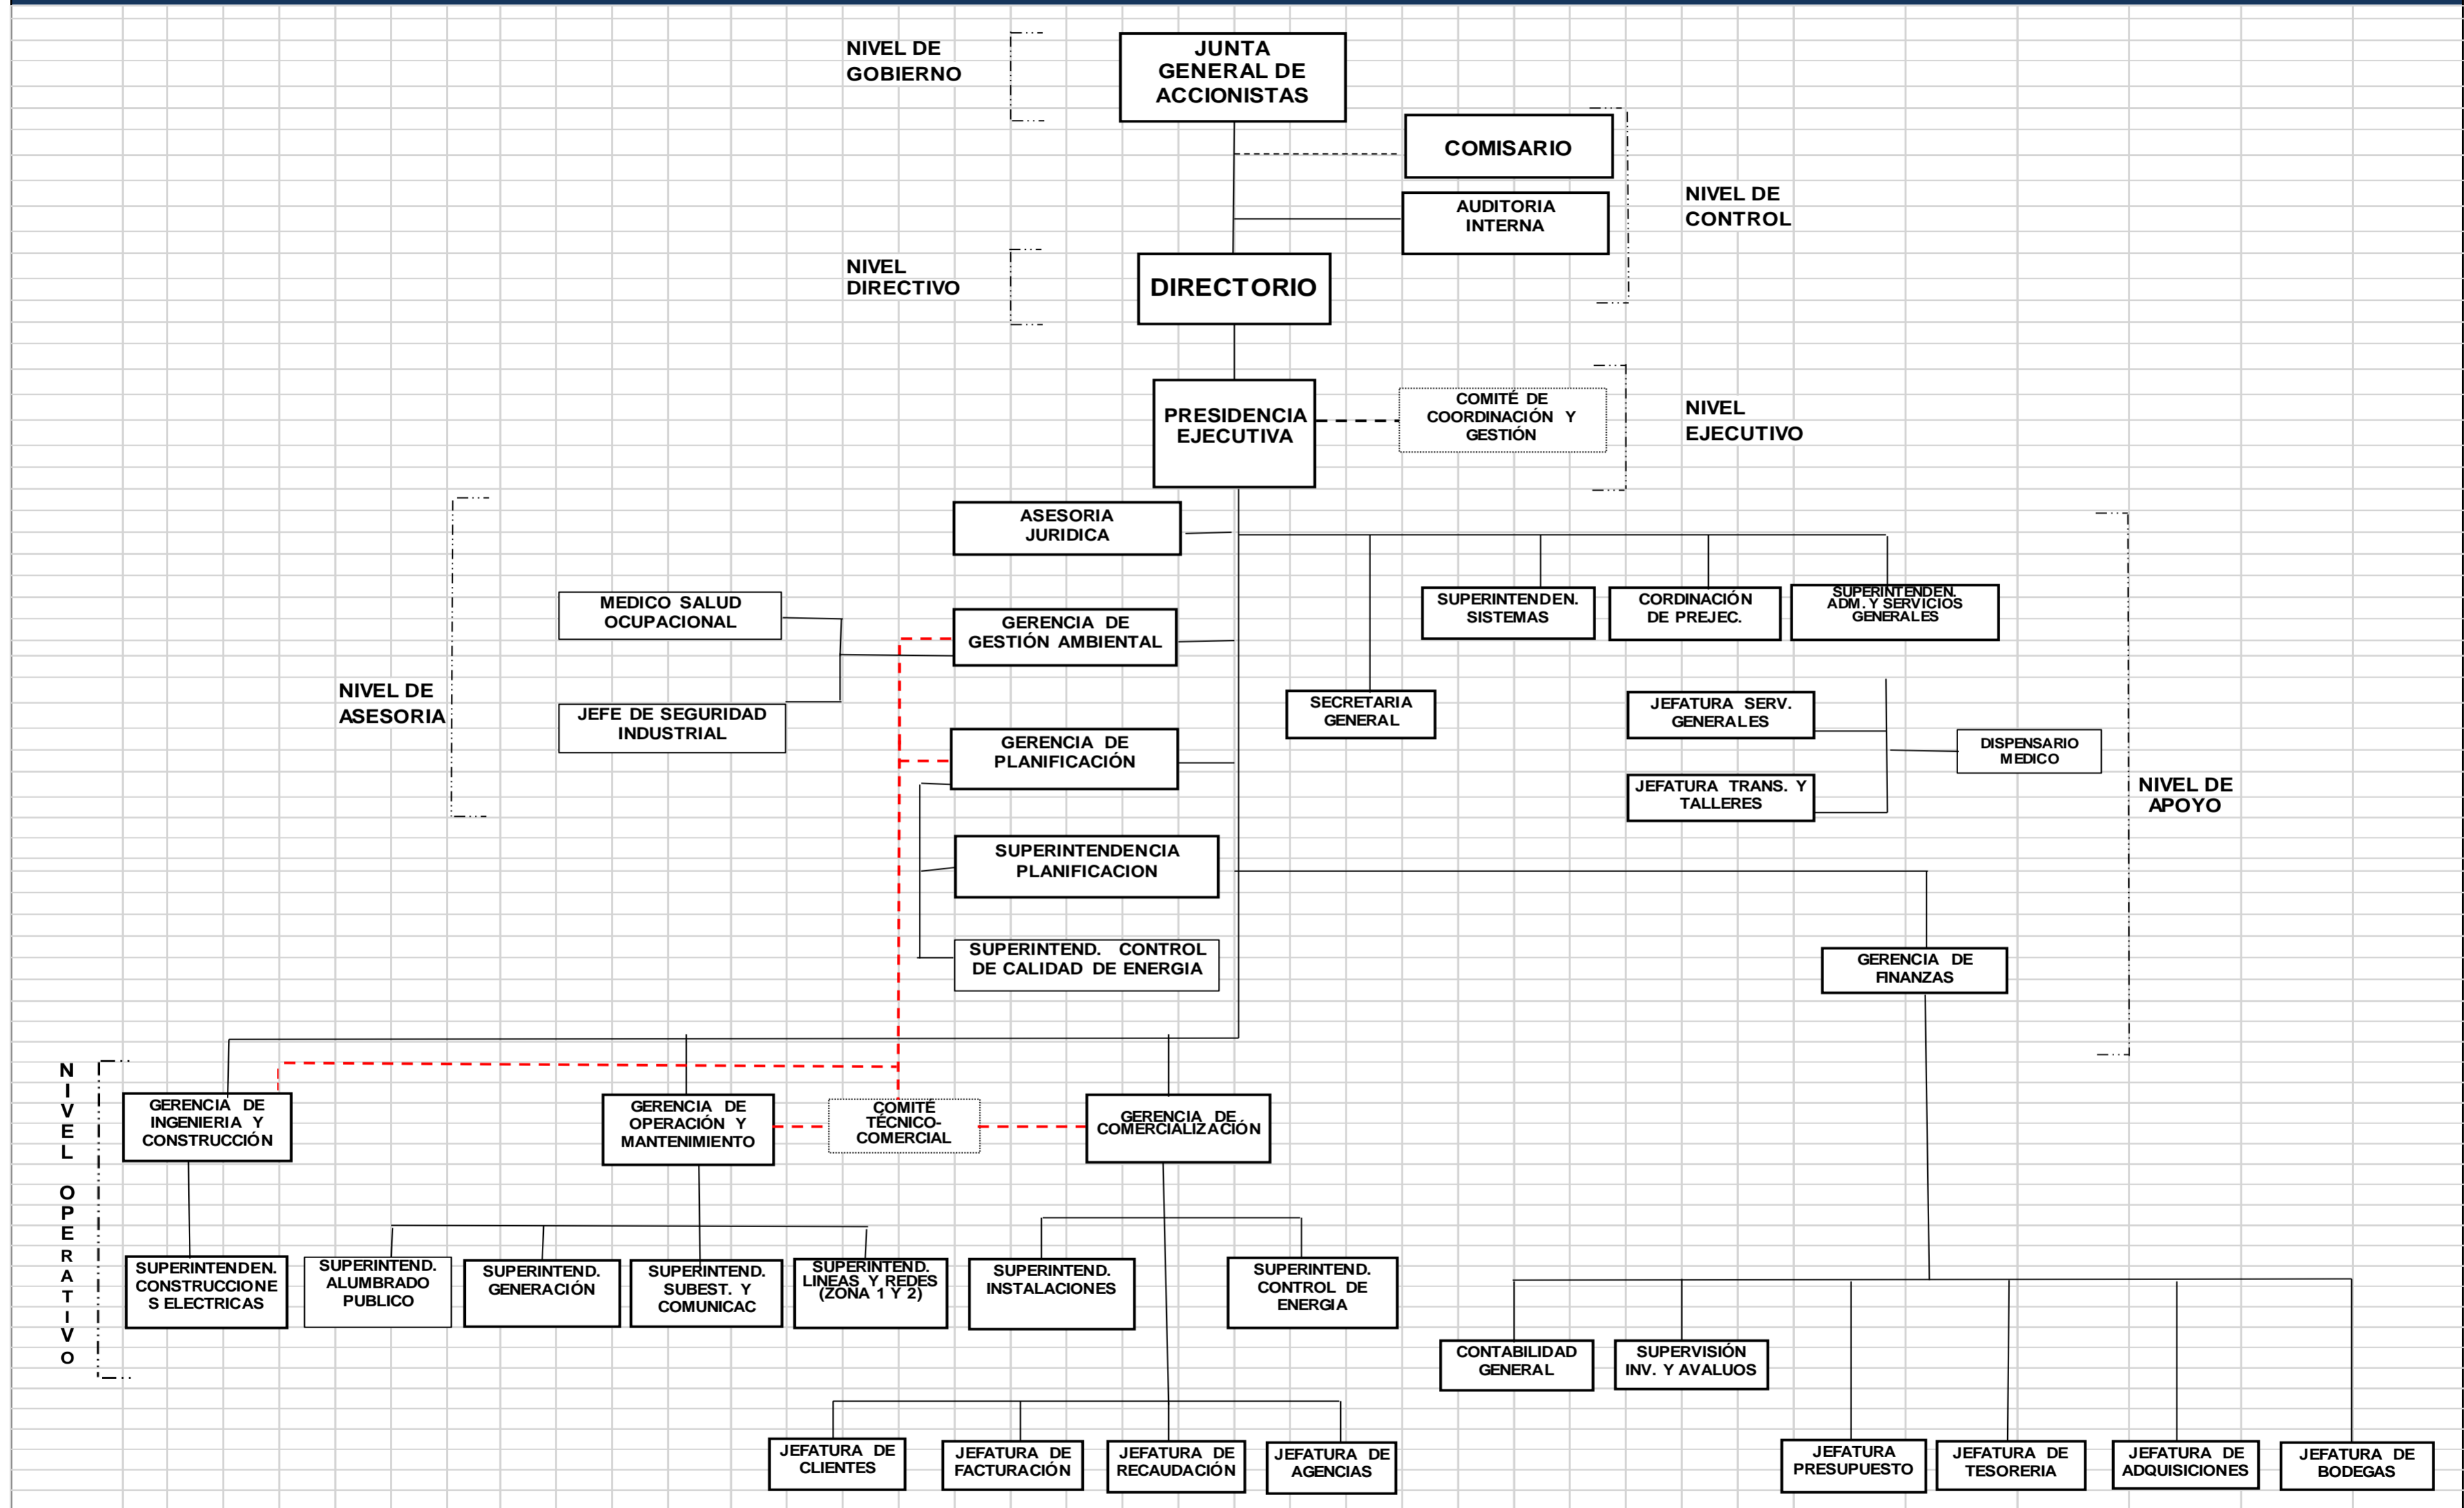 NIVEL DE
GOBIERNO
JUNTA
GENERAL DE
ACCIONISTAS
COMISARIO
AUDITORIA
INTERNA
NIVEL DE
CONTROL
NIVEL
DIRECTIVO
DIRECTORIO
PRESIDENCIA
EJECUTIVA
COMITÉ DE
COORDINACIÓN Y
GESTIÓN
NIVEL
EJECUTIVO
ASESORIA
JURIDICA
MEDICO SALUD
OCUPACIONAL
GERENCIA DE
GESTIÓN AMBIENTAL
SUPERINTENDEN.
SISTEMAS
CORDINACIÓN
DE PREJEC.
SUPERINTENDEN.
ADM. Y SERVICIOS
GENERALES
NIVEL DE
ASESORIA
JEFE DE SEGURIDAD
INDUSTRIAL
SECRETARIA
GENERAL
JEFATURA SERV.
GENERALES
GERENCIA DE
PLANIFICACIÓN
DISPENSARIO
MEDICO
JEFATURA TRANS. Y
TALLERES
NIVEL DE
APOYO
SUPERINTENDENCIA
PLANIFICACION
SUPERINTEND. CONTROL
DE CALIDAD DE ENERGIA
GERENCIA DE
FINANZAS
N
I
V
E
L
O
P
E
R
A
T
I
V
O
GERENCIA DE
INGENIERIA Y
CONSTRUCCIÓN
GERENCIA DE
OPERACIÓN Y
MANTENIMIENTO
COMITÉ
TÉCNICO-
COMERCIAL
GERENCIA DE
COMERCIALIZACIÓN
SUPERINTENDEN.
CONSTRUCCIONE
S ELECTRICAS
SUPERINTEND.
ALUMBRADO
PUBLICO
SUPERINTEND.
GENERACIÓN
SUPERINTEND.
SUBEST. Y
COMUNICAC
SUPERINTEND.
LINEAS Y REDES
(ZONA 1 Y 2)
SUPERINTEND.
INSTALACIONES
SUPERINTEND.
CONTROL DE
ENERGIA
CONTABILIDAD
GENERAL
SUPERVISIÓN
INV. Y AVALUOS
JEFATURA DE
CLIENTES
JEFATURA DE
FACTURACIÓN
JEFATURA DE
RECAUDACIÓN
JEFATURA DE
AGENCIAS
JEFATURA
PRESUPUESTO
JEFATURA DE
TESORERIA
JEFATURA DE
ADQUISICIONES
JEFATURA DE
BODEGAS